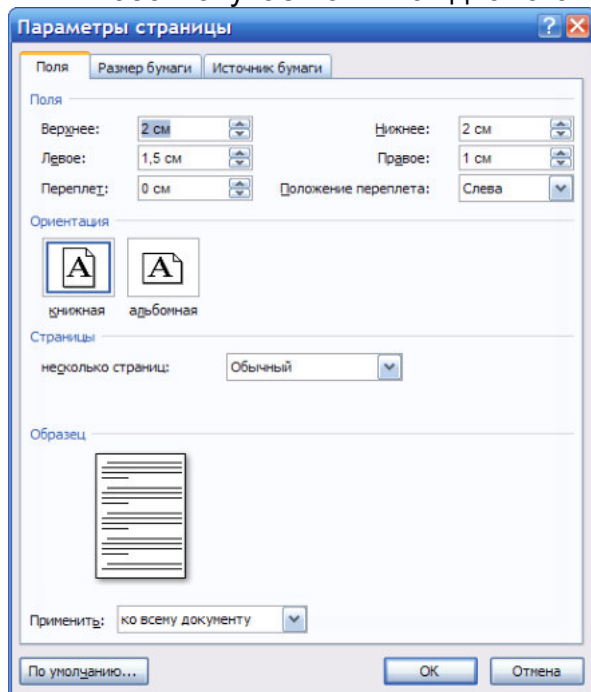 Параметры страницы
Поля Размер бумаги Источник бумаги
Поля
Верхнее: 2 см Нижнее: 2 см
Левое: 1,5 см Правое: 1 см
Переплет: 0 см Положение переплета: Слева
Ориентация
A A
книжная альбомная
Страницы
несколько страниц: Обычный
Образец
Применить: ко всему документу
По умолчанию... ОК Отмена